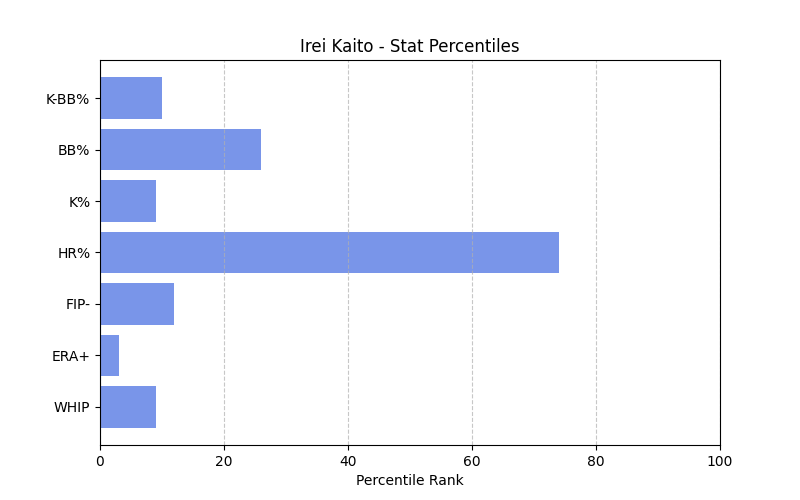 Irei Kaito - Stat Percentiles
K-BB%
BB%
K%
HR%
FIP-
ERA+
WHIP
0 20 40 60 80 100
Percentile Rank